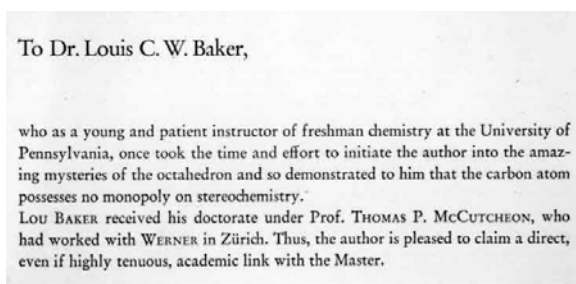 To Dr. Louis C. W. Baker,
who as a young and patient instructor of freshman chemistry at the University of
Pennsylvania, once took the time and effort to initiate the author into the amaz-
ing mysteries of the octahedron and so demonstrated to him that the carbon atom
possesses no monopoly on stereochemistry.
LOU BAKER received his doctorate under Prof. THOMAS P. MCCUTCHEON, who
had worked with WERNER in Zürich. Thus, the author is pleased to claim a direct,
even if highly tenuous, academic link with the Master.